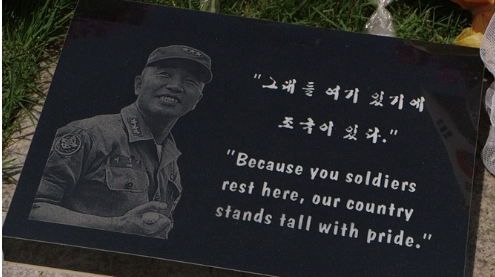 "그대들 여기 있기에
조국이 있다."
"Because you soldiers
rest here, our country
stands tall with pride."